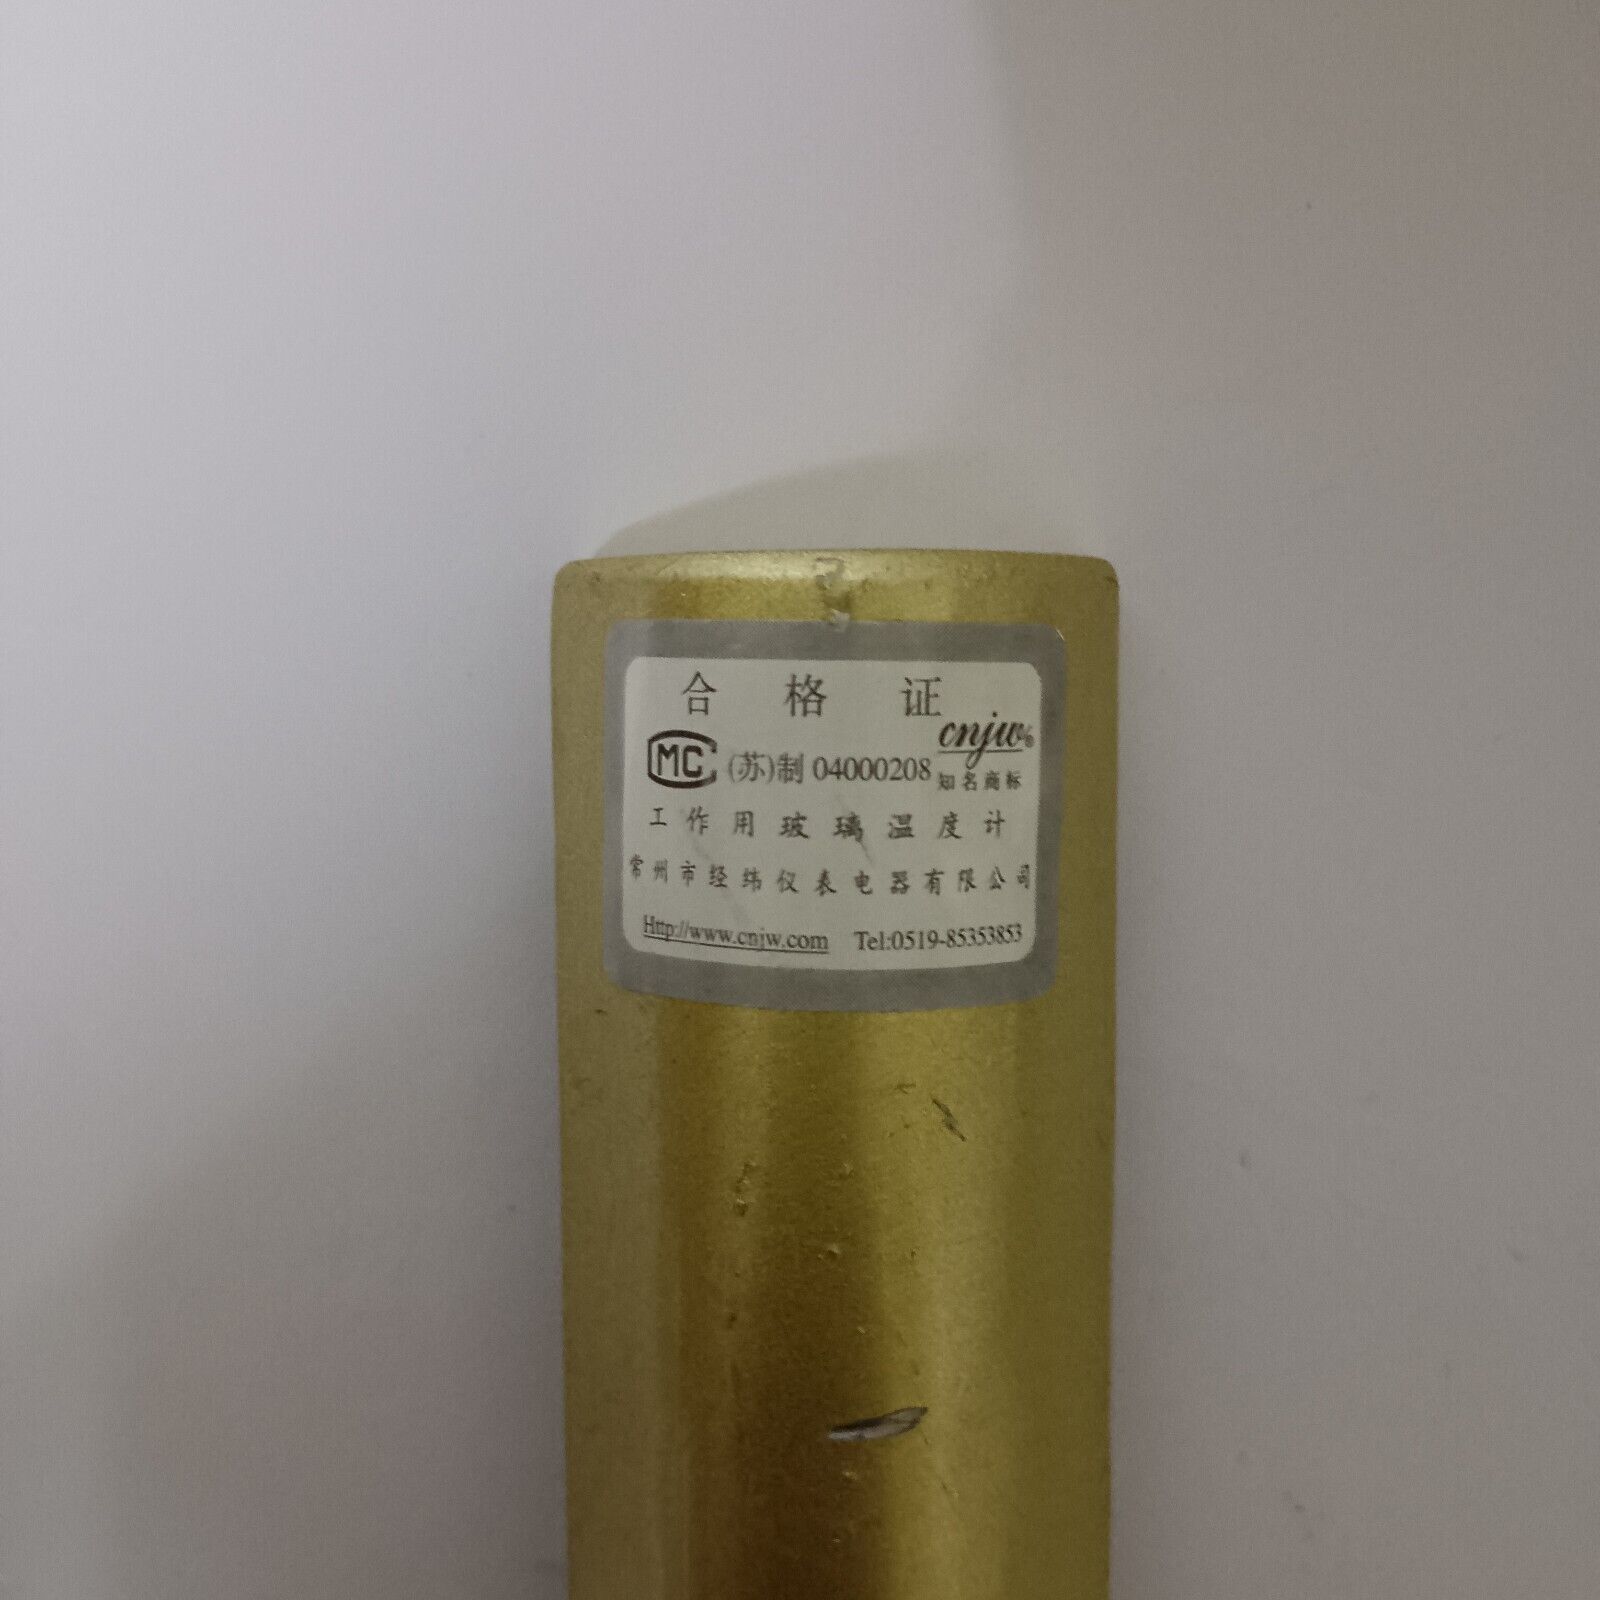 合格证
MC (苏)制 04000208 cnjw®
知名商标
工作用玻璃温度计
常州市经纬仪表电器有限公司
Http://www.cnjw.com Tel:0519-85353853